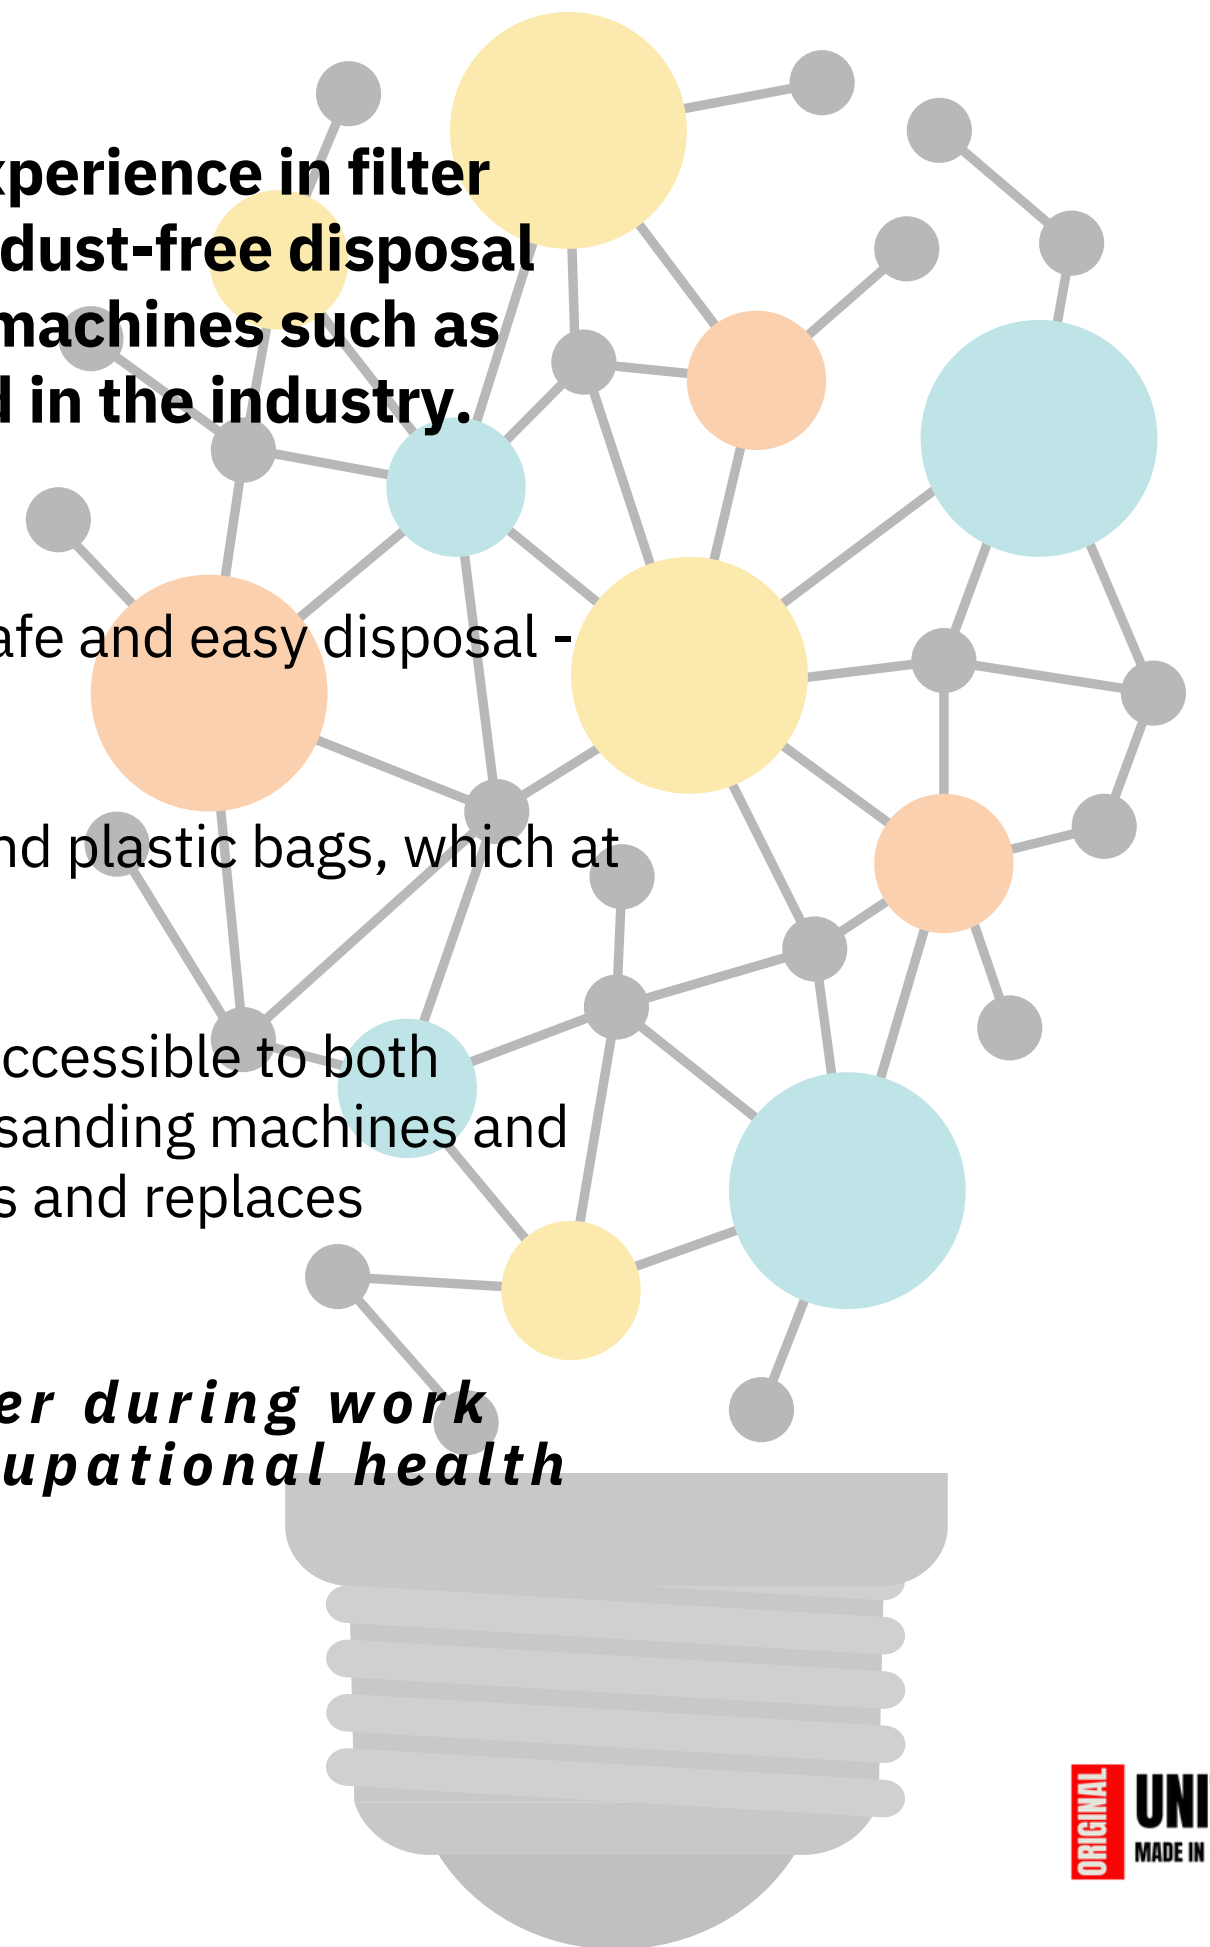 xperience in filter
dust-free disposal
machines such as
d in the industry.
afe and easy disposal -
nd plastic bags, which at
ccessible to both
sanding machines and
s and replaces
er during work
upational health
ORIGINAL
UNI
MADE IN